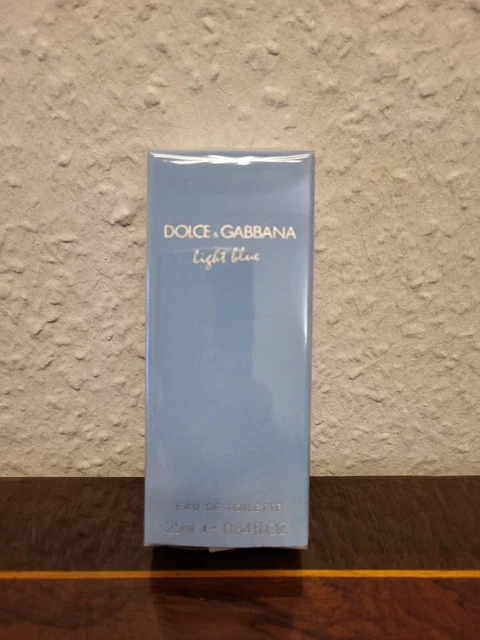 DOLCE & GABBANA
light blue
EAU DE TOILETTE
25ml e 0.84 FL.OZ